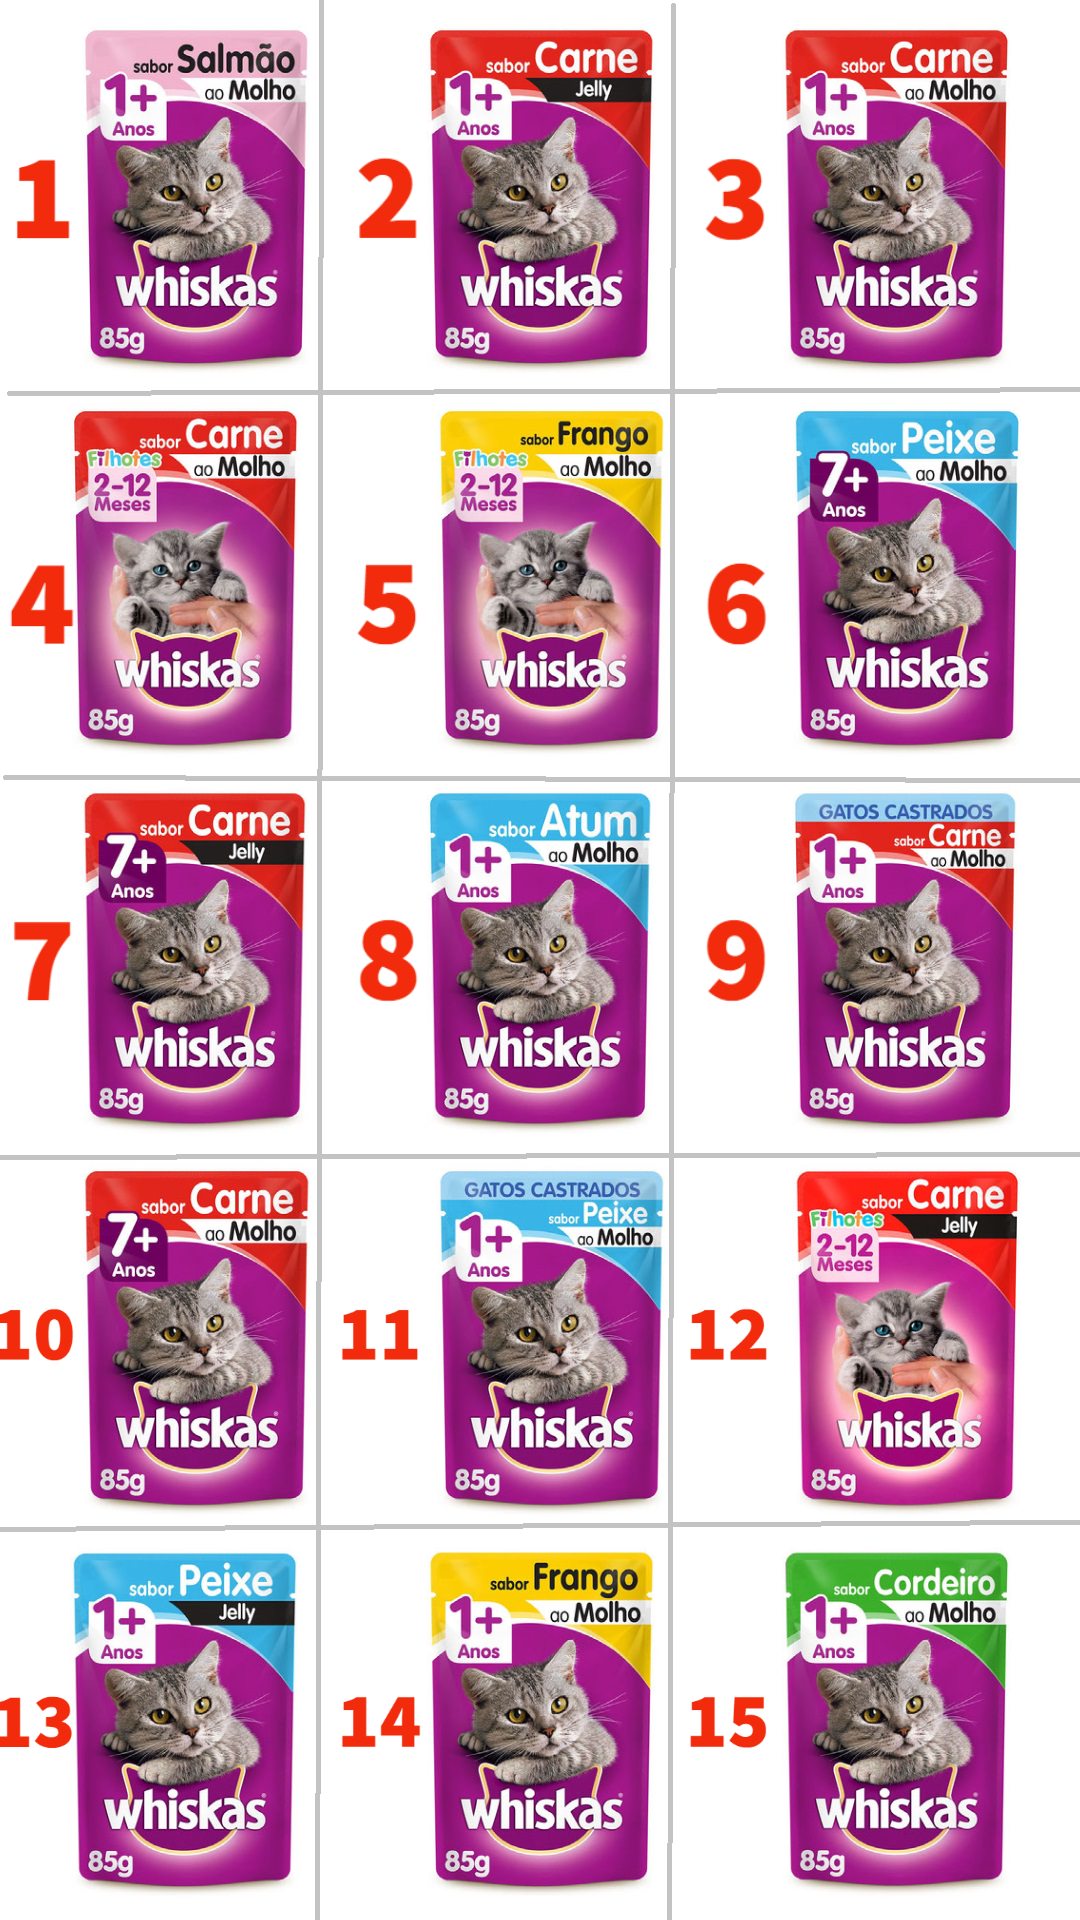 1
sabor Salmão
ao Molho
1+
Anos
whiskas
85g
2
sabor Carne
Jelly
1+
Anos
whiskas
85g
3
sabor Carne
ao Molho
1+
Anos
whiskas
85g
4
sabor Carne
Filhotes
ao Molho
2-12
Meses
whiskas
85g
5
sabor Frango
Filhotes
ao Molho
2-12
Meses
whiskas
85g
6
sabor Peixe
ao Molho
7+
Anos
whiskas
85g
7
sabor Carne
Jelly
7+
Anos
whiskas
85g
8
sabor Atum
ao Molho
1+
Anos
whiskas
85g
9
GATOS CASTRADOS
sabor Carne
ao Molho
1+
Anos
whiskas
85g
10
sabor Carne
ao Molho
7+
Anos
whiskas
85g
11
GATOS CASTRADOS
sabor Peixe
ao Molho
1+
Anos
whiskas
85g
12
sabor Carne
Filhotes
Jelly
2-12
Meses
whiskas
85g
13
sabor Peixe
Jelly
1+
Anos
whiskas
85g
14
sabor Frango
ao Molho
1+
Anos
whiskas
85g
15
sabor Cordeiro
ao Molho
1+
Anos
whiskas
85g